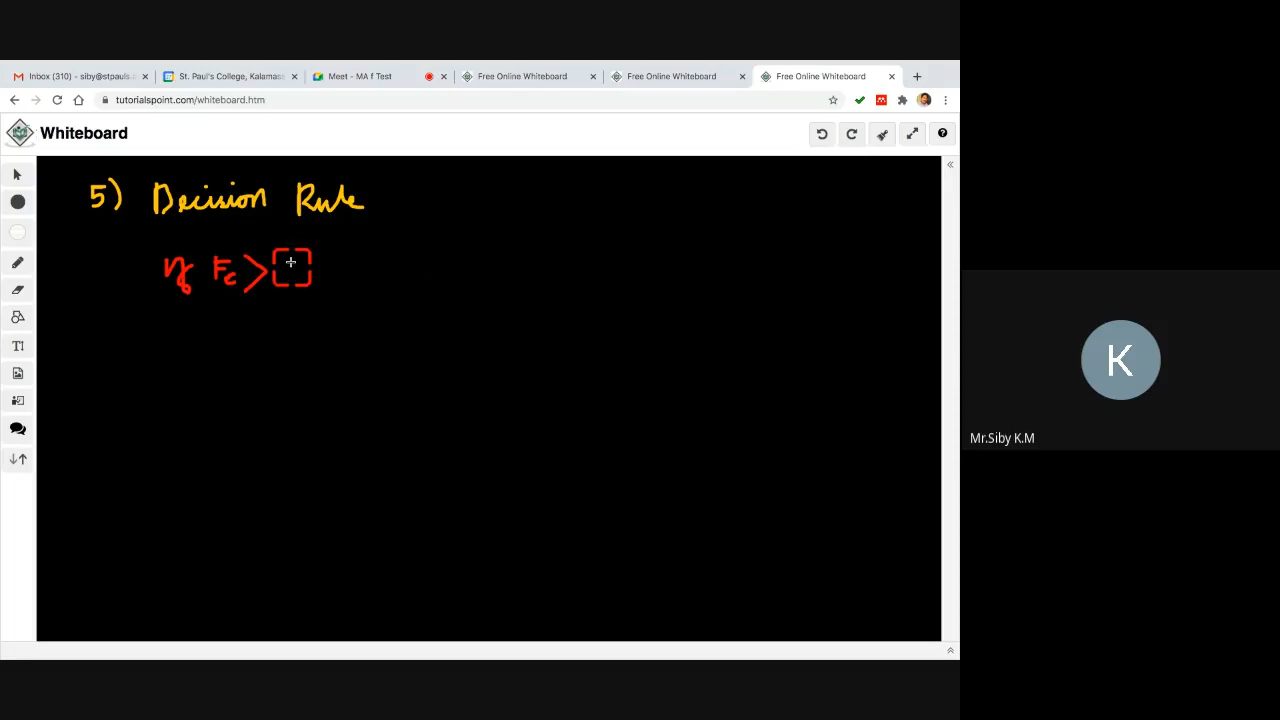 Inbox (310) - siby@stpauls.
St. Paul's College, Kalamass
Meet - MA f Test
Free Online Whiteboard
Free Online Whiteboard
Free Online Whiteboard
tutorialspoint.com/whiteboard.htm
Whiteboard
5) Decision Rule
If Fc >
K
Mr.Siby K.M